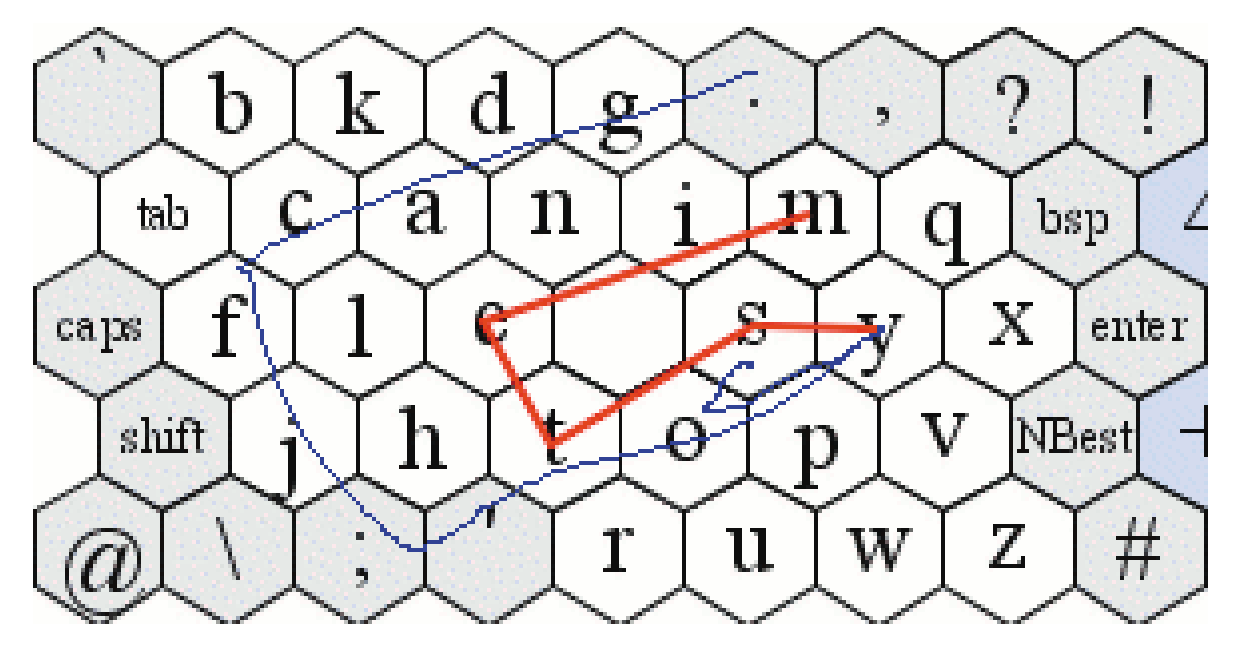 ` b k d g . , ? !
tab c a n i m q bsp
caps f l e s y x enter
shift j h t o p v NBest
@ \ ; ' r u w z #